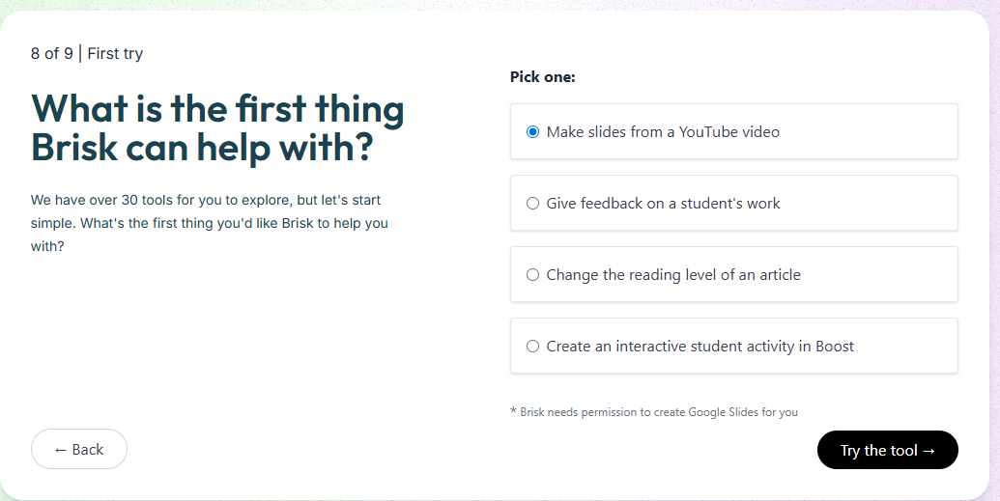 8 of 9 | First try
What is the first thing
Brisk can help with?
We have over 30 tools for you to explore, but let's start
simple. What's the first thing you'd like Brisk to help you
with?
Pick one:
Make slides from a YouTube video
Give feedback on a student's work
Change the reading level of an article
Create an interactive student activity in Boost
* Brisk needs permission to create Google Slides for you
← Back
Try the tool →